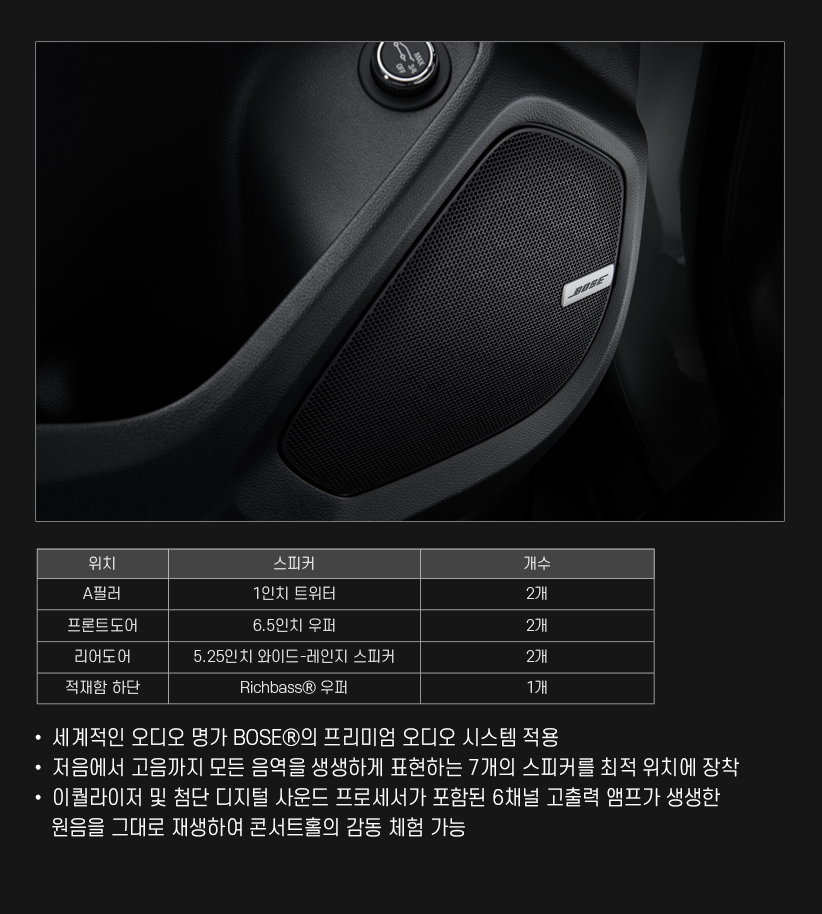 MAX
3/4
OFF
BOSE
위치 스피커 개수
A필러 1인치 트위터 2개
프론트도어 6.5인치 우퍼 2개
리어도어 5.25인치 와이드-레인지 스피커 2개
적재함 하단 Richbass® 우퍼 1개
• 세계적인 오디오 명가 BOSE®의 프리미엄 오디오 시스템 적용
• 저음에서 고음까지 모든 음역을 생생하게 표현하는 7개의 스피커를 최적 위치에 장착
• 이퀄라이저 및 첨단 디지털 사운드 프로세서가 포함된 6채널 고출력 앰프가 생생한
원음을 그대로 재생하여 콘서트홀의 감동 체험 가능